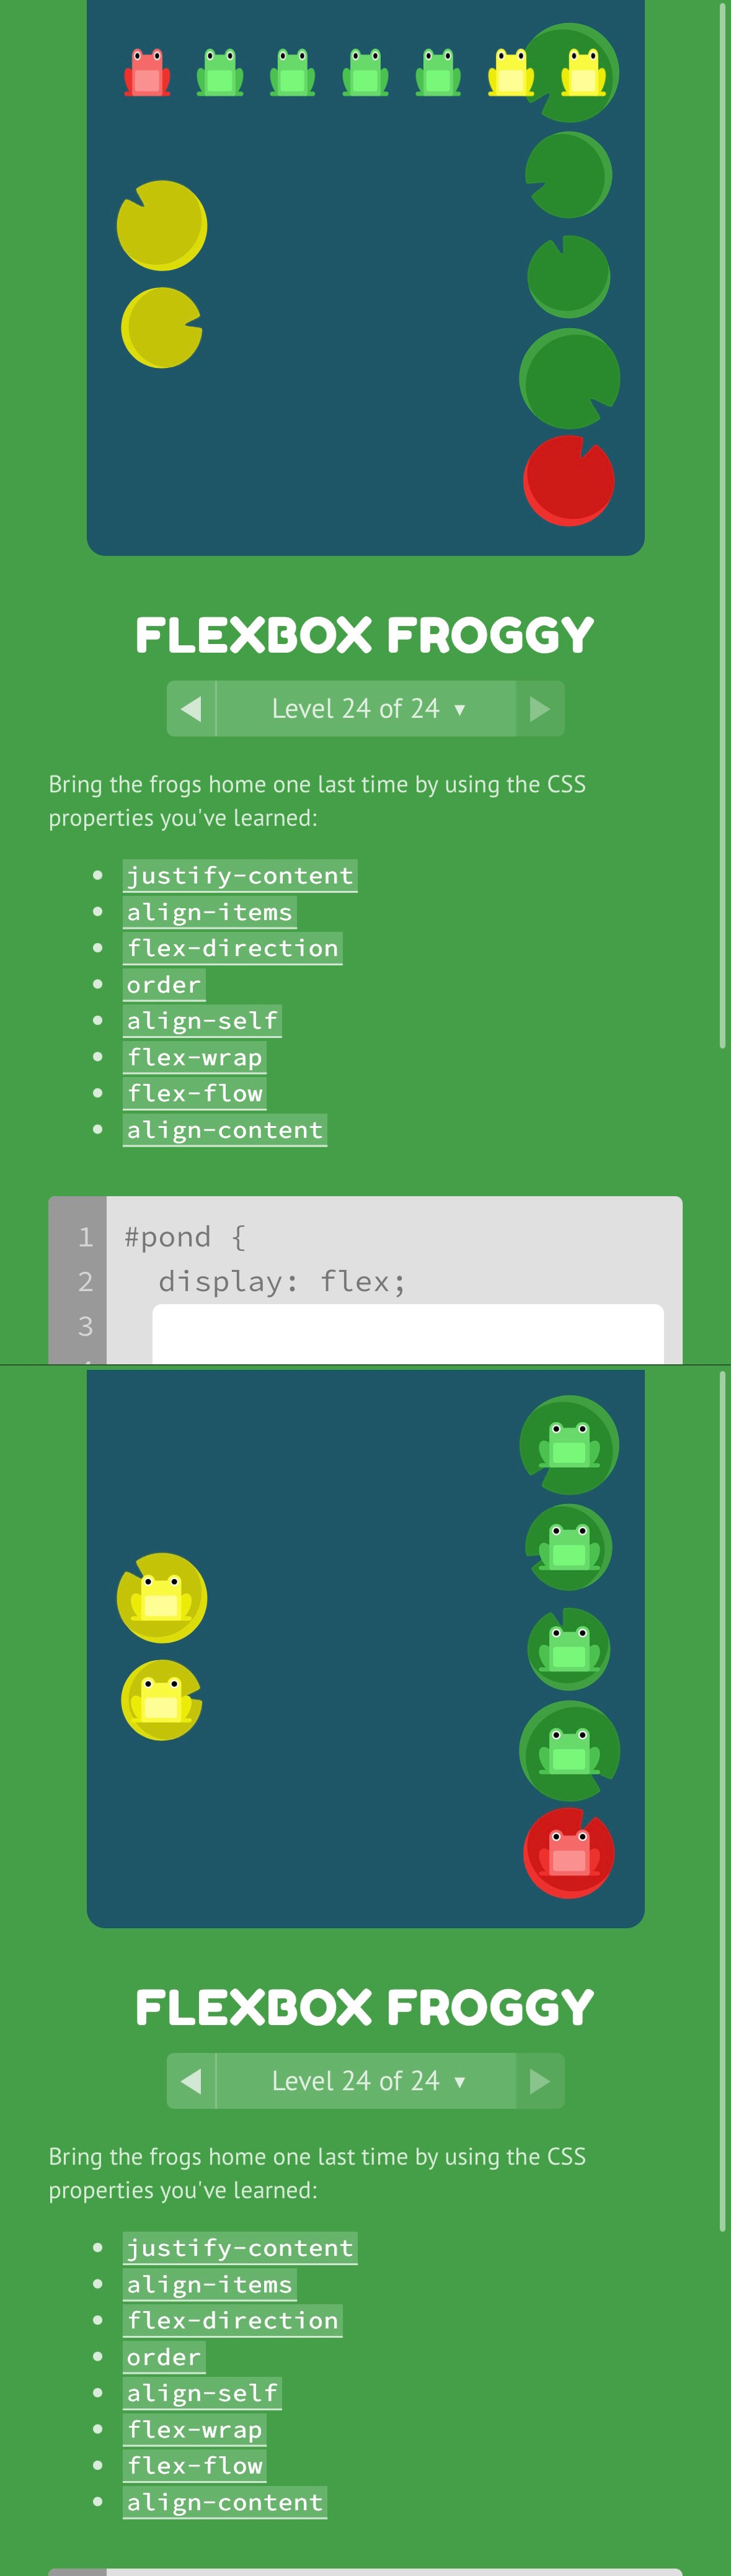 FLEXBOX FROGGY
◀ Level 24 of 24 ▼ ▶
Bring the frogs home one last time by using the CSS
properties you've learned:
• justify-content
• align-items
• flex-direction
• order
• align-self
• flex-wrap
• flex-flow
• align-content
1 #pond {
2 display: flex;
3
FLEXBOX FROGGY
◀ Level 24 of 24 ▼ ▶
Bring the frogs home one last time by using the CSS
properties you've learned:
• justify-content
• align-items
• flex-direction
• order
• align-self
• flex-wrap
• flex-flow
• align-content